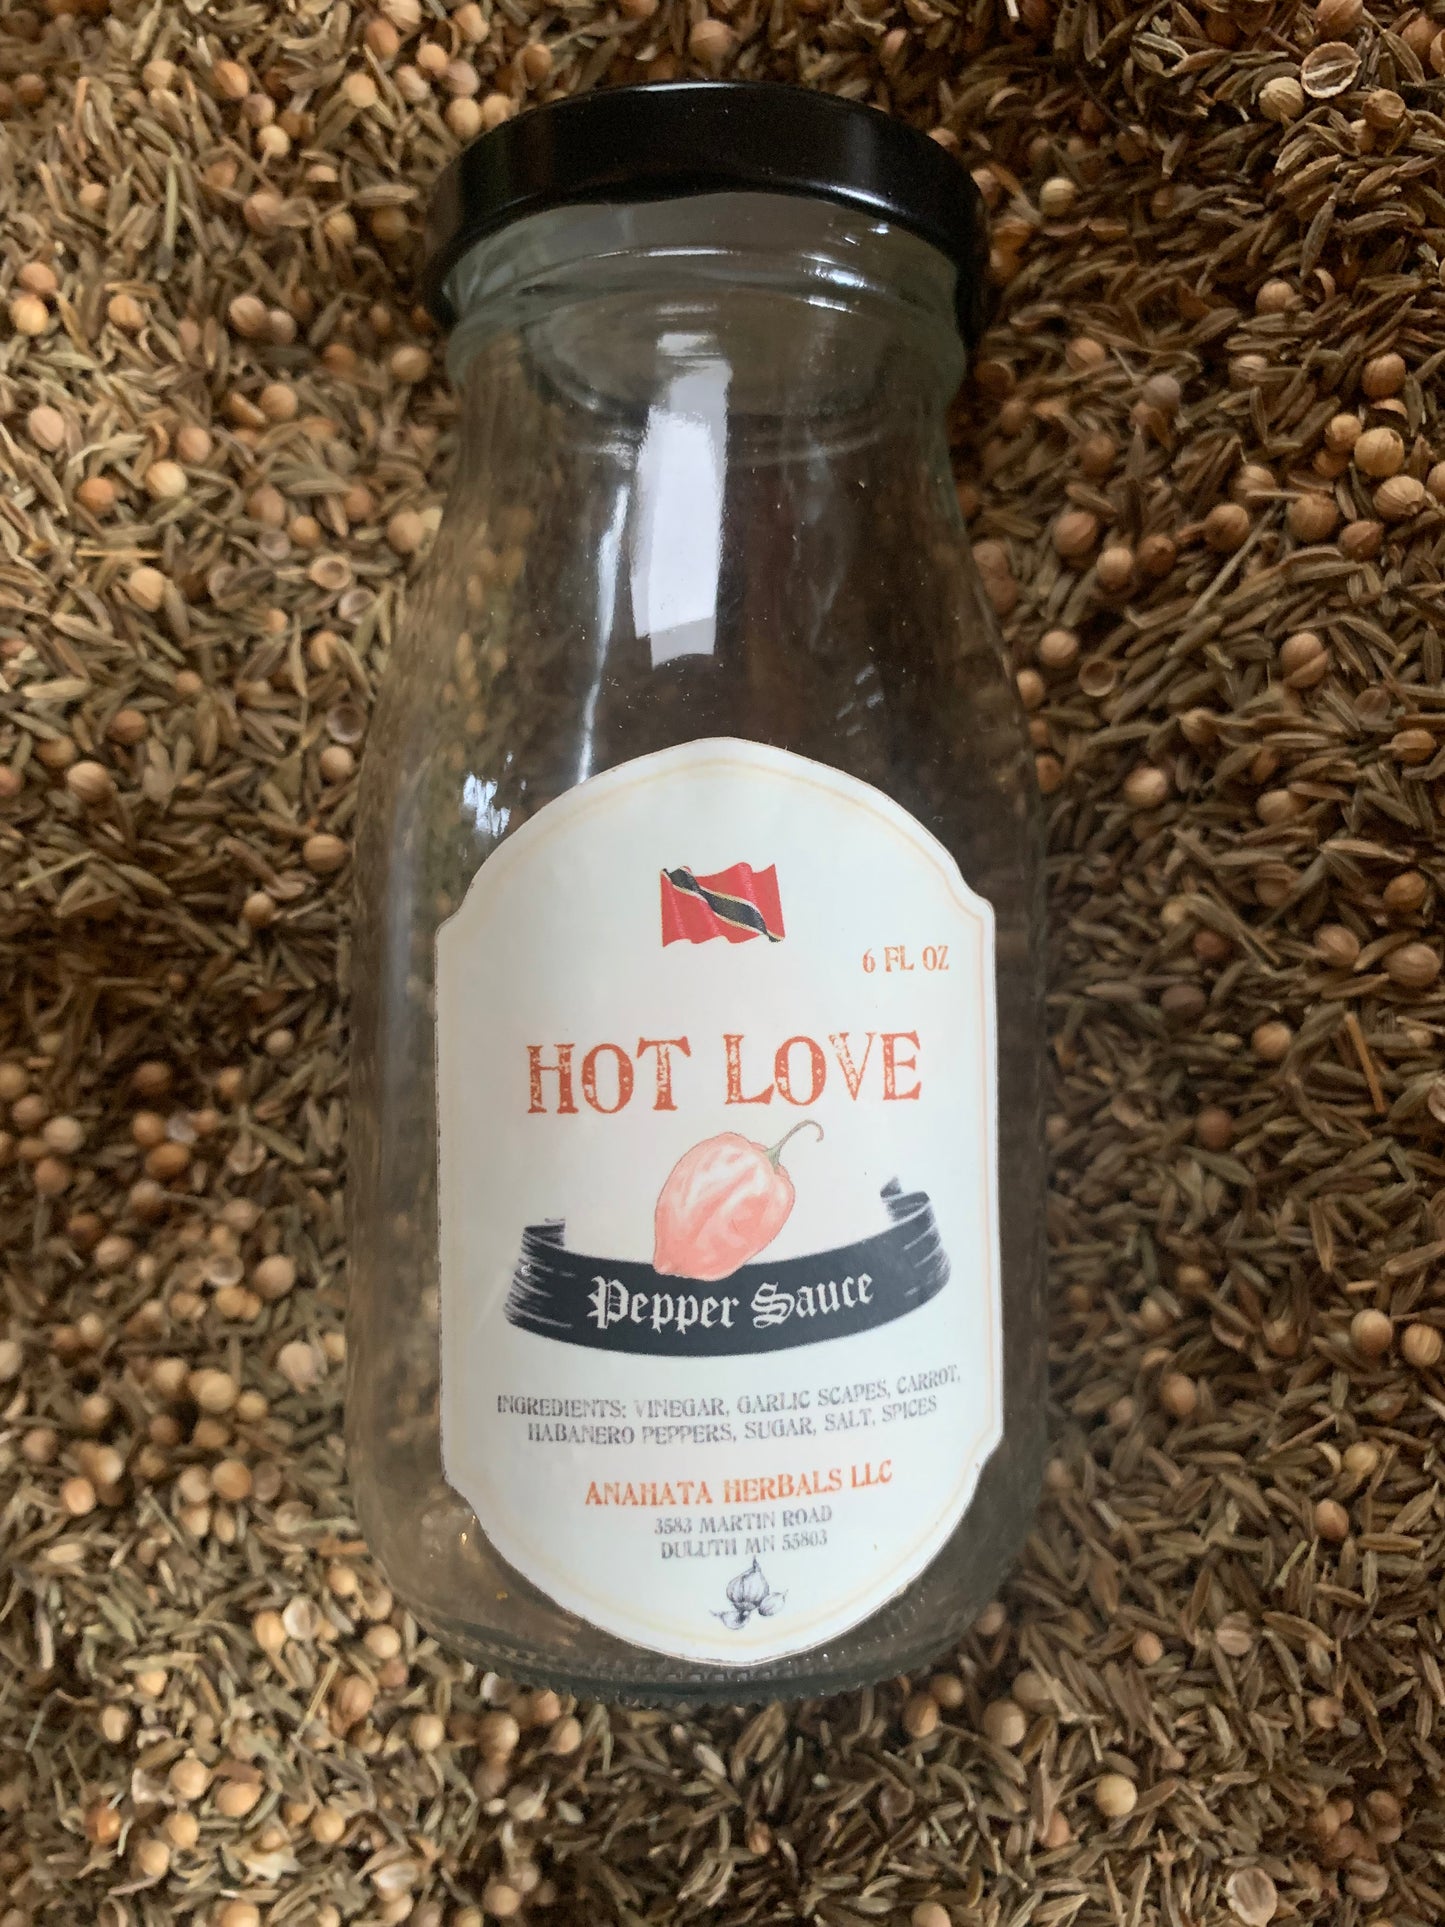 6 FL OZ
HOT LOVE
Pepper Sauce
INGREDIENTS: VINEGAR, GARLIC SCAPES, CARROT,
HABANERO PEPPERS, SUGAR, SALT, SPICES
ANAHATA HERBALS LLC
3583 MARTIN ROAD
DULUTH MN 55803